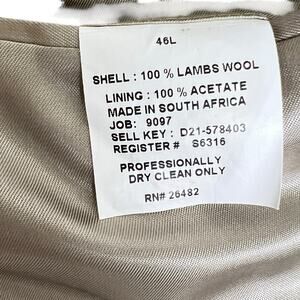 46L
SHELL : 100 % LAMBS WOOL
LINING : 100 % ACETATE
MADE IN SOUTH AFRICA
JOB: 9097
SELL KEY : D21-578403
REGISTER # S6316
PROFESSIONALLY
DRY CLEAN ONLY
RN# 26482